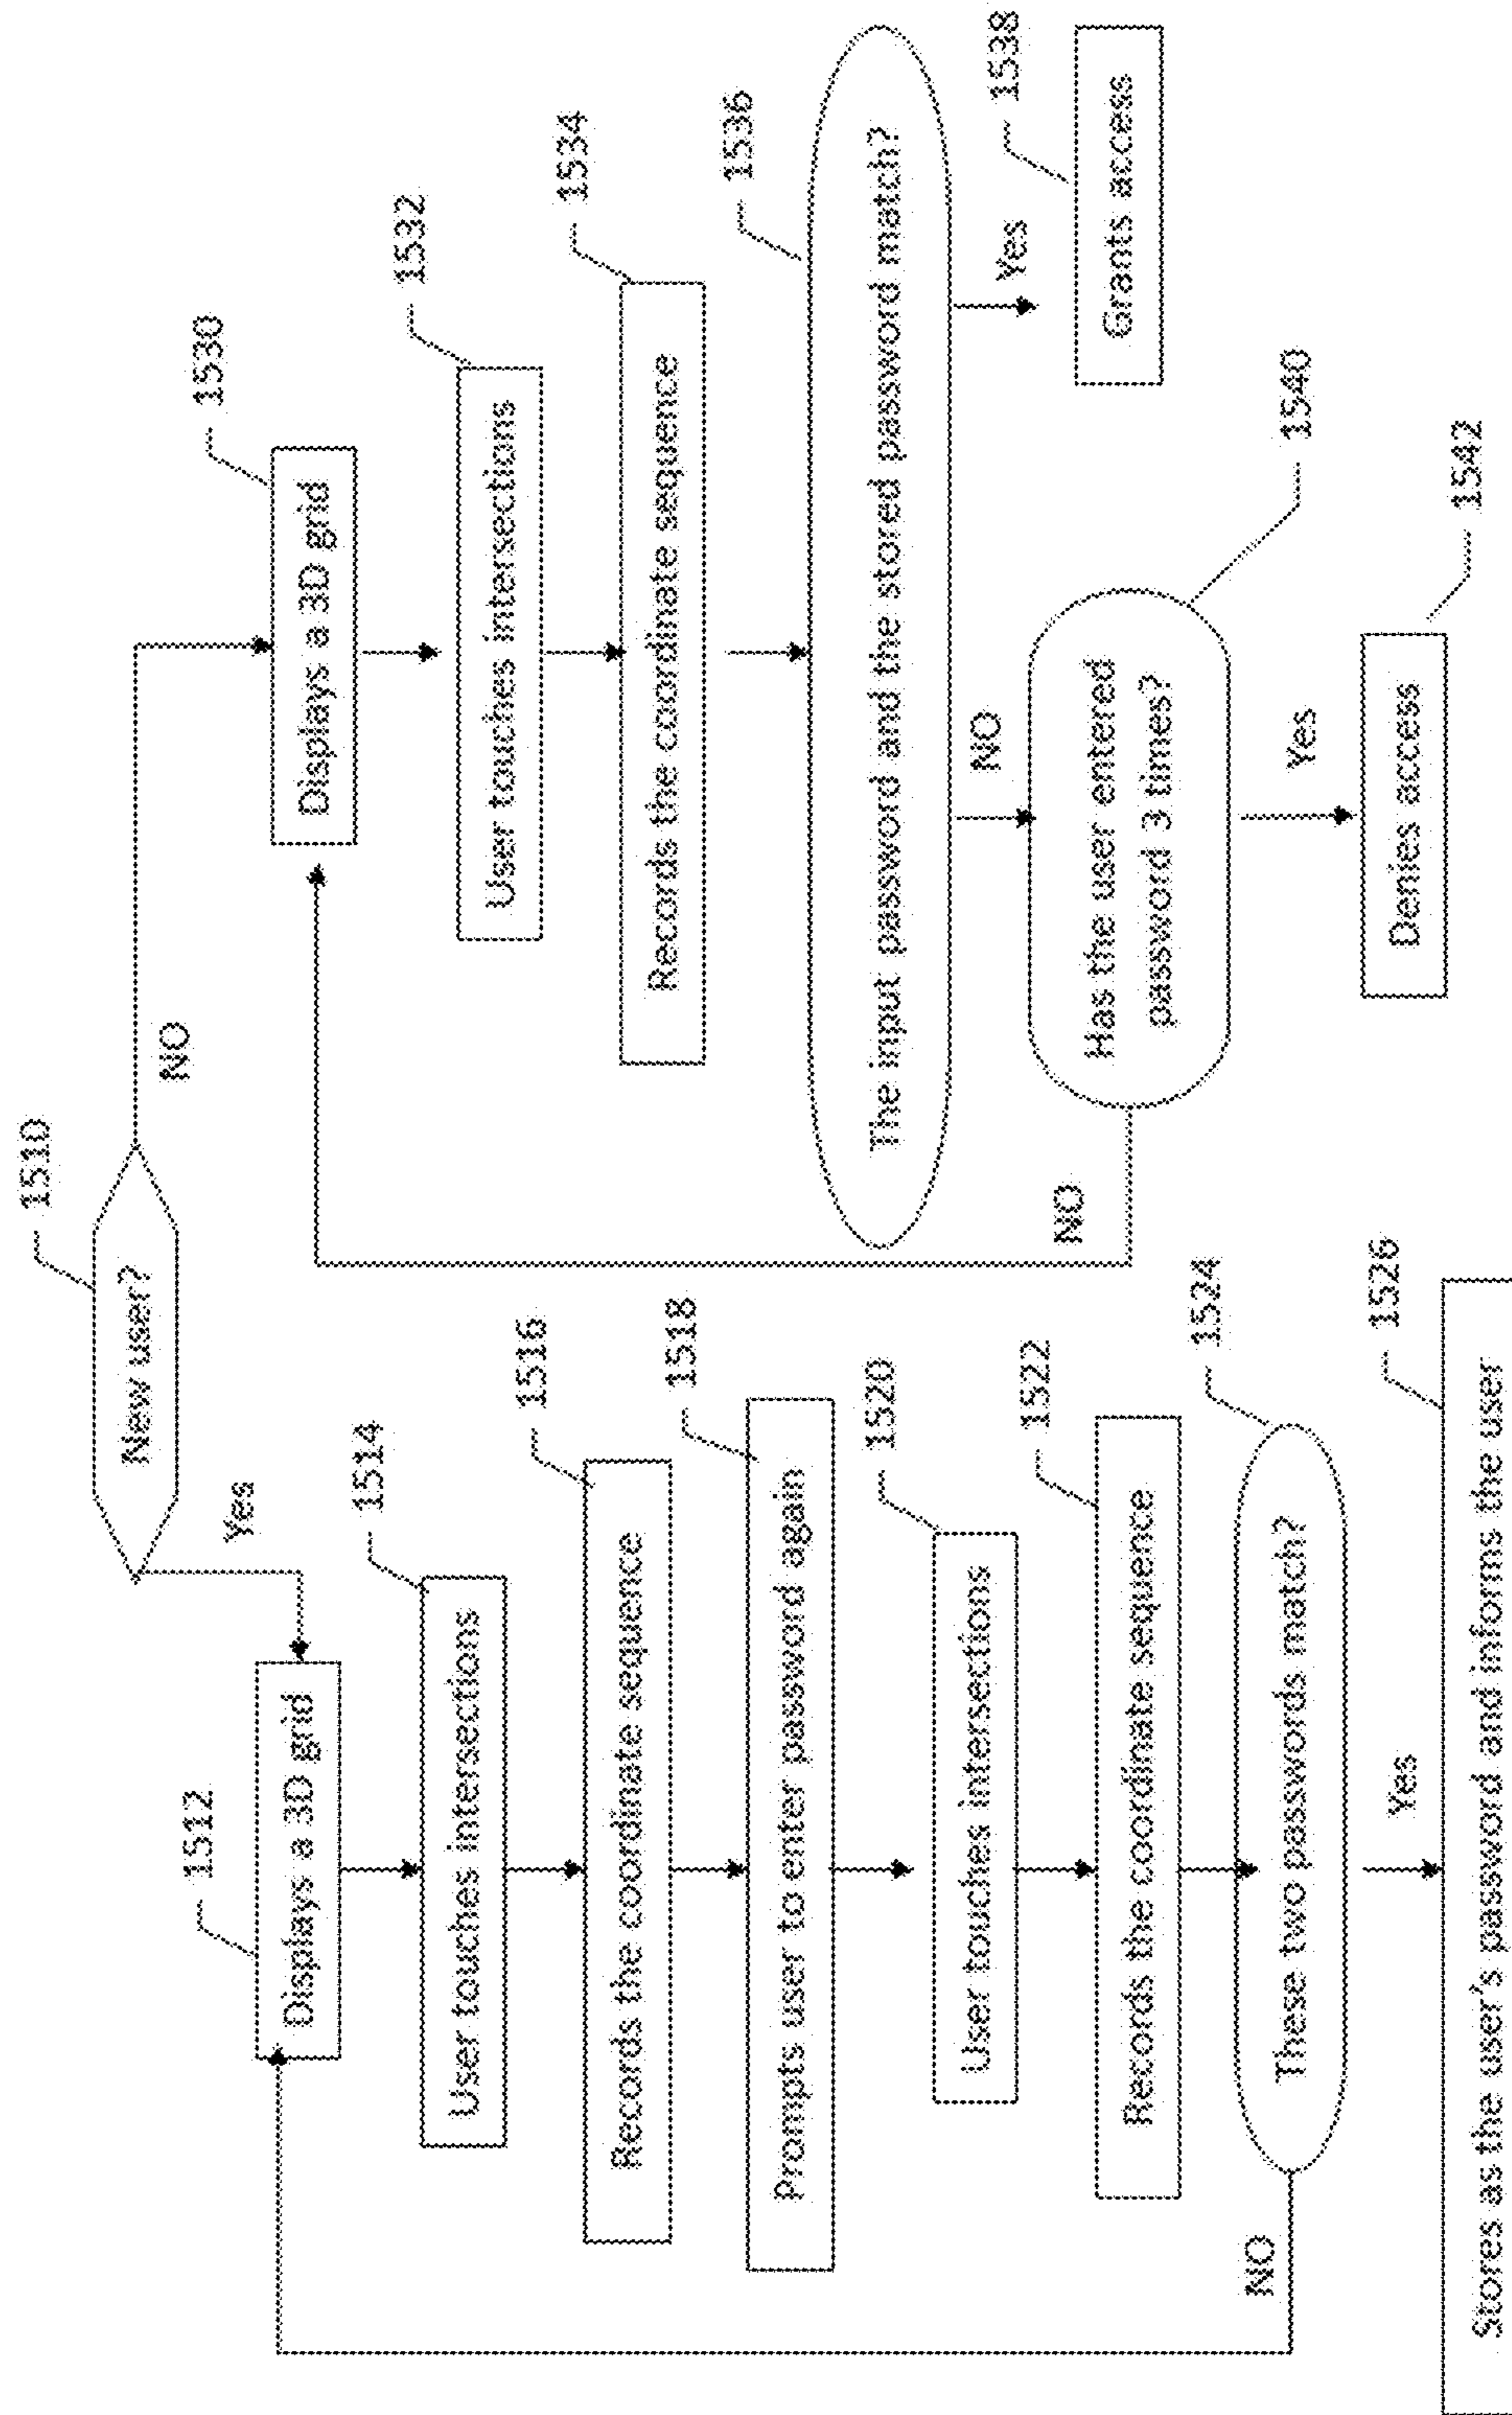 1510
New user?
Yes
NO
1512
Displays a 3D grid
1514
User touches intersections
1516
Records the coordinate sequence
1518
Prompts user to enter password again
1520
User touches intersections
1522
Records the coordinate sequence
1524
These two passwords match?
NO
Yes
1526
Stores as the user's password and informs the user
1530
Displays a 3D grid
1532
User touches intersections
1534
Records the coordinate sequence
1536
The input password and the stored password match?
NO
Yes
1538
Grants access
1540
Has the user entered
password 3 times?
NO
Yes
1542
Denies access